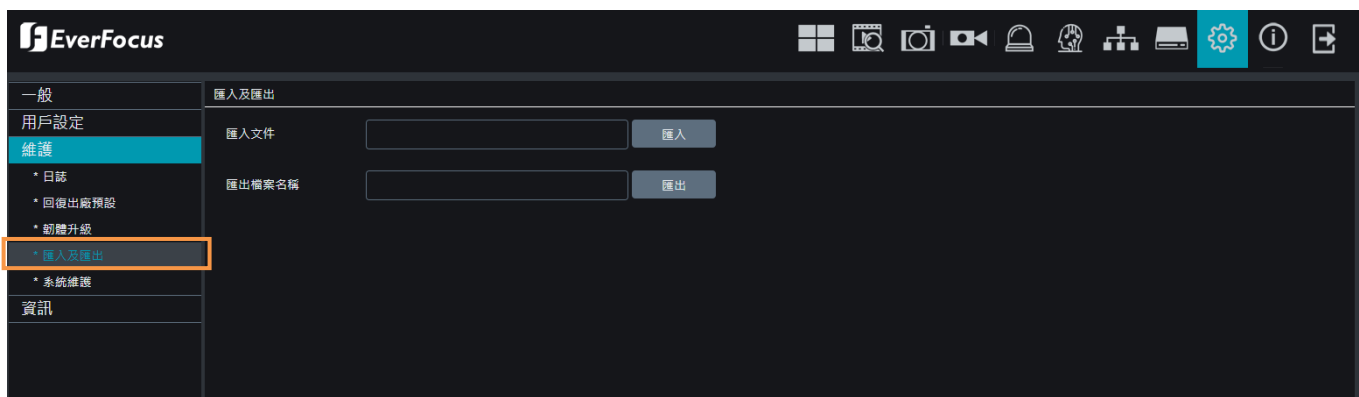 EverFocus
一般
用戶設定
維護
* 日誌
* 回復出廠預設
* 韌體升級
* 匯入及匯出
* 系統維護
資訊
匯入及匯出
匯入文件
匯入
匯出檔案名稱
匯出